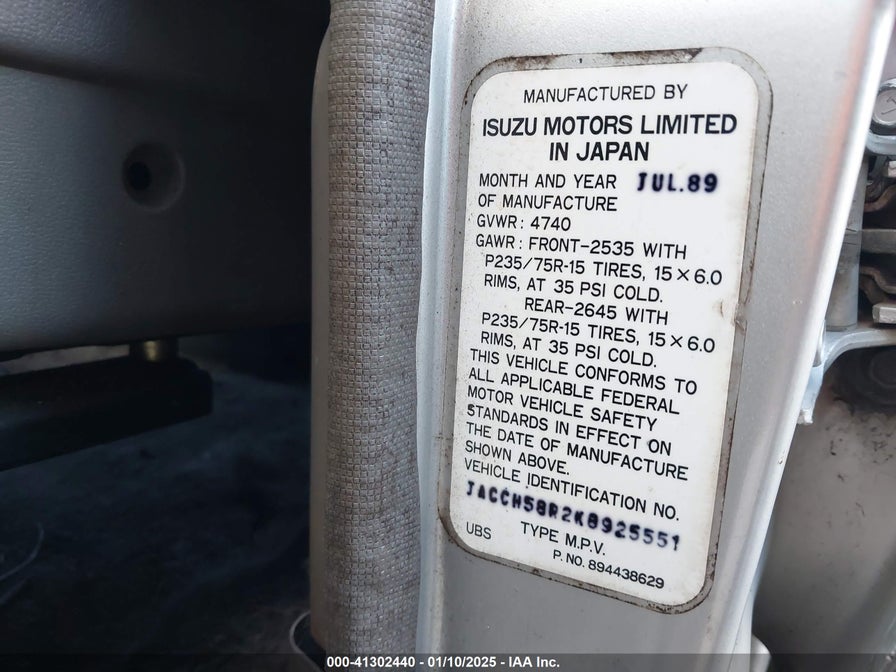 MANUFACTURED BY
ISUZU MOTORS LIMITED
IN JAPAN
MONTH AND YEAR JUL.89
OF MANUFACTURE
GVWR: 4740
GAWR: FRONT-2535 WITH
P235/75R-15 TIRES, 15×6.0
RIMS, AT 35 PSI COLD.
REAR-2645 WITH
P235/75R-15 TIRES, 15×6.0
RIMS, AT 35 PSI COLD.
THIS VEHICLE CONFORMS TO
ALL APPLICABLE FEDERAL
MOTOR VEHICLE SAFETY
STANDARDS IN EFFECT ON
THE DATE OF MANUFACTURE
SHOWN ABOVE.
VEHICLE IDENTIFICATION NO.
JACCH58R2K8925551
UBS TYPE M.P.V.
P. NO. 894438629
000-41302440 - 01/10/2025 - IAA Inc.